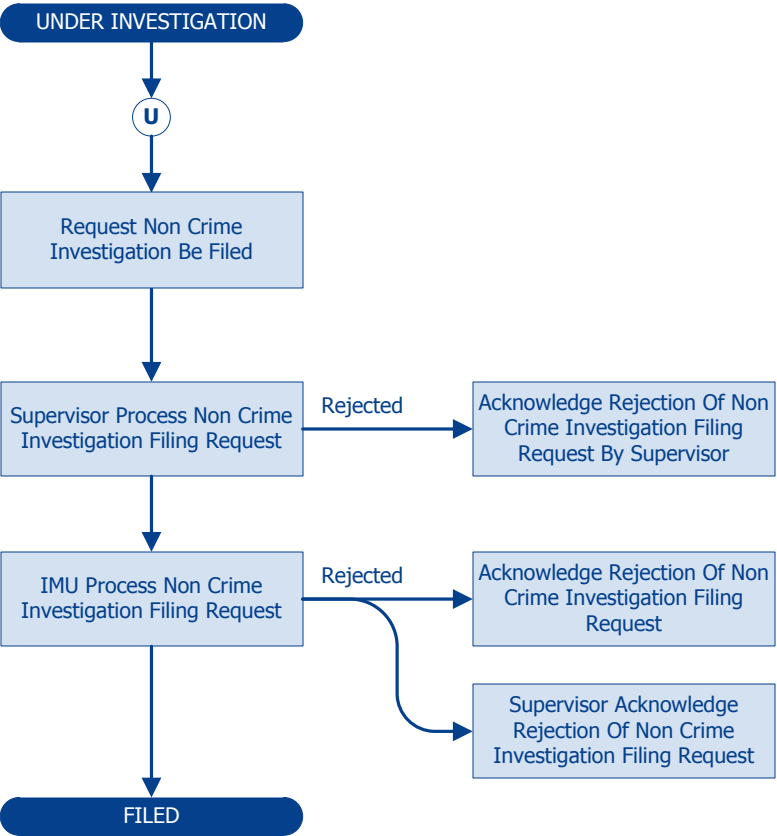 UNDER INVESTIGATION
U
Request Non Crime
Investigation Be Filed
Supervisor Process Non Crime
Investigation Filing Request
Rejected
Acknowledge Rejection Of Non
Crime Investigation Filing
Request By Supervisor
IMU Process Non Crime
Investigation Filing Request
Rejected
Acknowledge Rejection Of Non
Crime Investigation Filing
Request
Supervisor Acknowledge
Rejection Of Non Crime
Investigation Filing Request
FILED